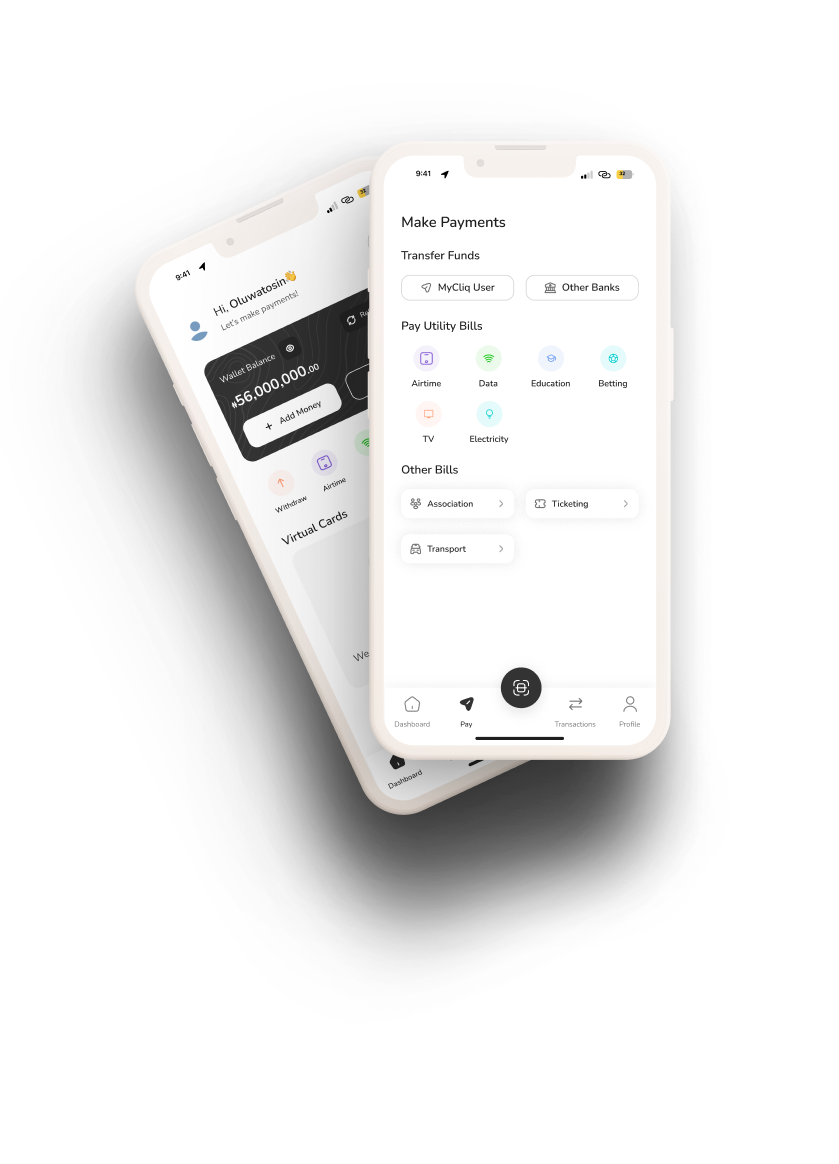 9:41
Hi, Oluwatosin👋
Let's make payments!
Wallet Balance
₦56,000,000.00
+ Add Money
Withdraw
Airtime
Virtual Cards
We
Dashboard
9:41
32
Make Payments
Transfer Funds
MyCliq User
Other Banks
Pay Utility Bills
Airtime
Data
Education
Betting
TV
Electricity
Other Bills
Association
Ticketing
Transport
Dashboard
Pay
Transactions
Profile